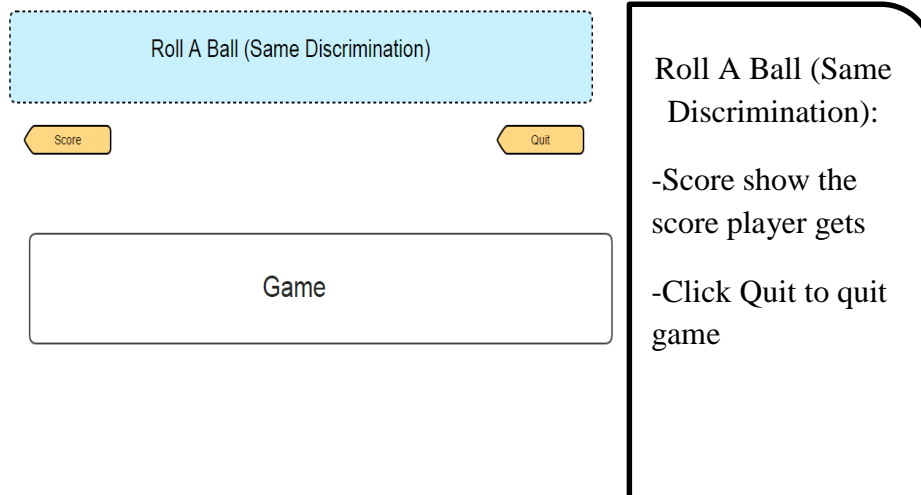 Roll A Ball (Same Discrimination)
Score
Quit
Game
Roll A Ball (Same
Discrimination):
-Score show the
score player gets
-Click Quit to quit
game